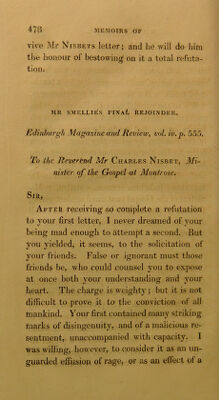 478 MEMOIRS OF
vive Mr NISBETS letter; and he will do him
the honour of bestowing on it a total refuta-
tion.
MR SMELLIE'S FINAL REJOINDER.
Edinburgh Magazine and Review, vol. iv. p. 555.
To the Reverend Mr CHARLES NISBET, Mi-
nister of the Gospel at Montrose.
SIR,
AFTER receiving so complete a refutation
to your first letter, I never dreamed of your
being mad enough to attempt a second. But
you yielded, it seems, to the solicitation of
your friends. False or ignorant must those
friends be, who could counsel you to expose
at once both your understanding and your
heart. The charge is weighty; but it is not
difficult to prove it to the conviction of all
mankind. Your first contained many striking
marks of disingenuity, and of a malicious re-
sentment, unaccompanied with capacity. I
was willing, however, to consider it as an un-
guarded effusion of rage, or as an effect of a